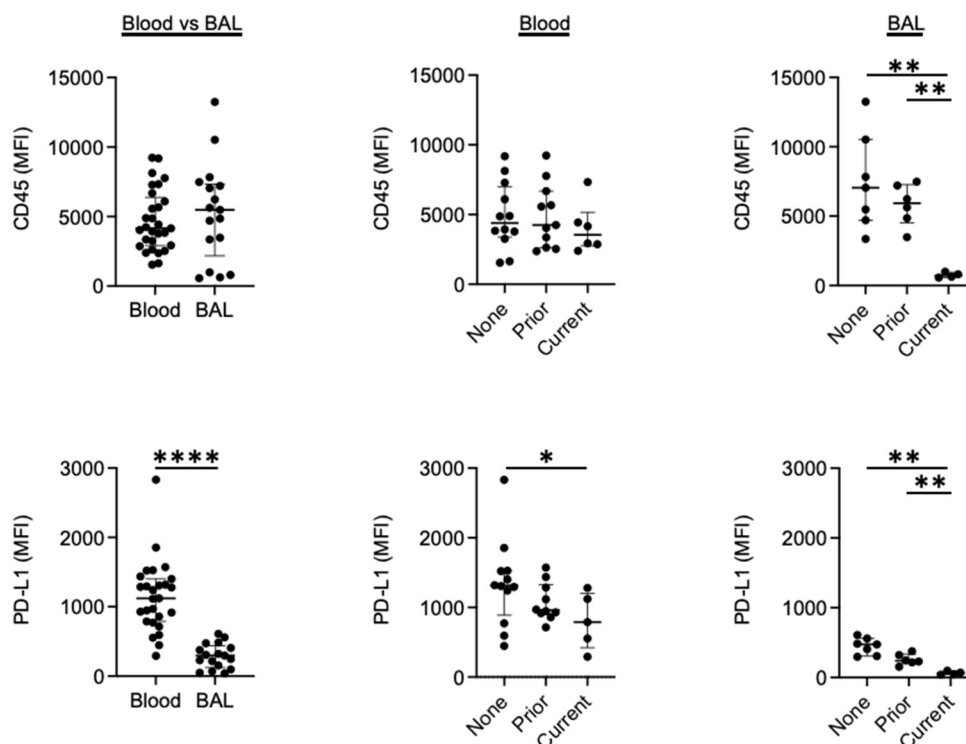 Blood vs BAL
Blood
BAL
CD45 (MFI)
15000
10000
5000
0
Blood
BAL
CD45 (MFI)
15000
10000
5000
0
None
Prior
Current
CD45 (MFI)
15000
10000
5000
0
**
**
None
Prior
Current
PD-L1 (MFI)
3000
2000
1000
0
****
Blood
BAL
PD-L1 (MFI)
3000
2000
1000
0
*
None
Prior
Current
PD-L1 (MFI)
3000
2000
1000
0
**
**
None
Prior
Current